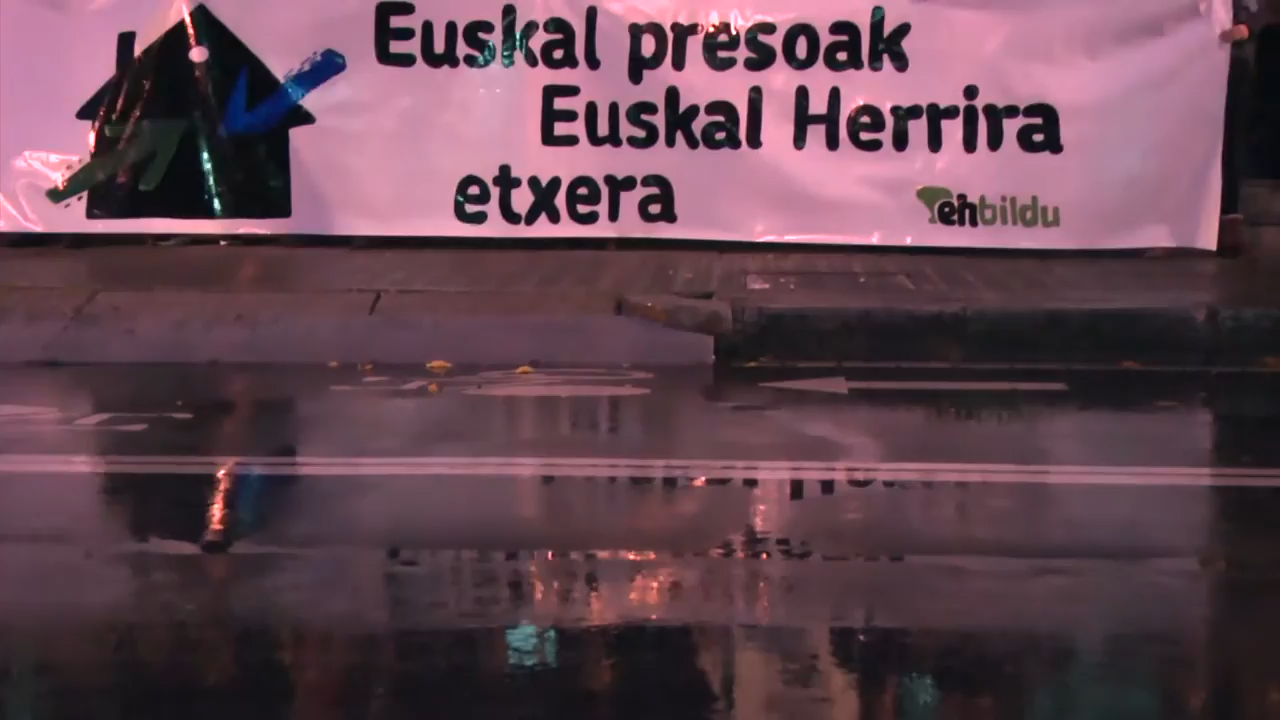 Euskal presoak
Euskal Herrira
etxera
ehbildu